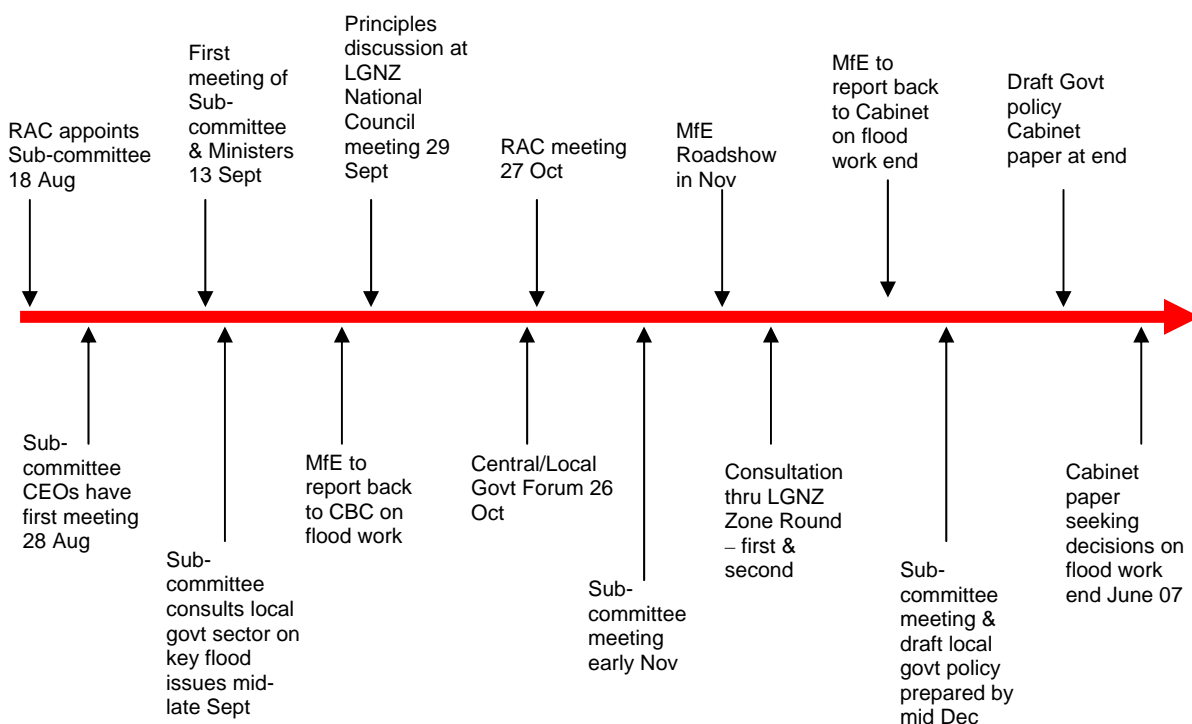 RAC appoints
Sub-committee
18 Aug
First
meeting of
Sub-
committee
& Ministers
13 Sept
Principles
discussion at
LGNZ
National
Council
meeting 29
Sept
RAC meeting
27 Oct
MfE
Roadshow
in Nov
MfE to
report back
to Cabinet
on flood
work end
Draft Govt
policy
Cabinet
paper at end
Sub-
committee
CEOs have
first meeting
28 Aug
Sub-
committee
consults local
govt sector on
key flood
issues mid-
late Sept
MfE to
report back
to CBC on
flood work
Central/Local
Govt Forum 26
Oct
Sub-
committee
meeting
early Nov
Consultation
thru LGNZ
Zone Round
– first &
second
Sub-
committee
meeting &
draft local
govt policy
prepared by
mid Dec
Cabinet
paper
seeking
decisions on
flood work
end June 07